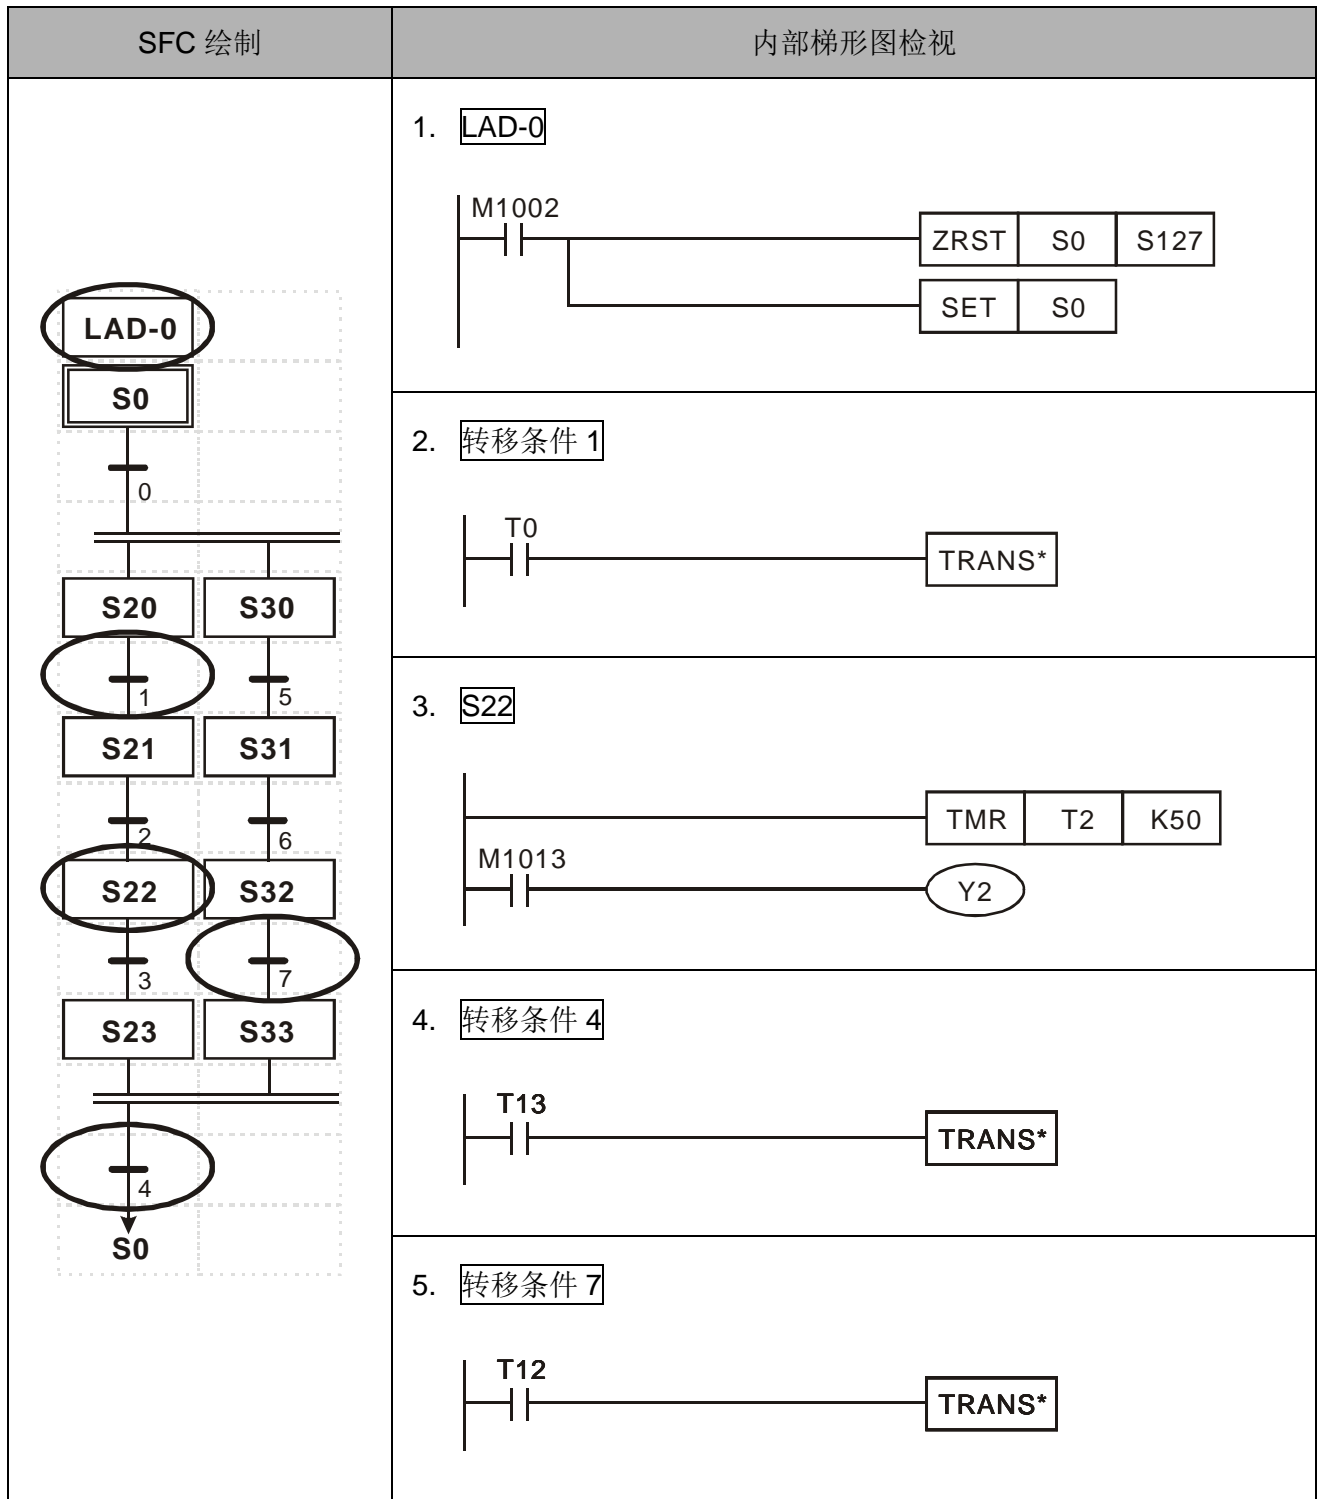 SFC 绘制
内部梯形图检视
LAD-0
S0
0
S20 S30
1 5
S21 S31
2 6
S22 S32
3 7
S23 S33
4
S0
1. LAD-0
M1002
ZRST S0 S127
SET S0
2. 转移条件 1
T0
TRANS*
3. S22
TMR T2 K50
M1013
Y2
4. 转移条件 4
T13
TRANS*
5. 转移条件 7
T12
TRANS*